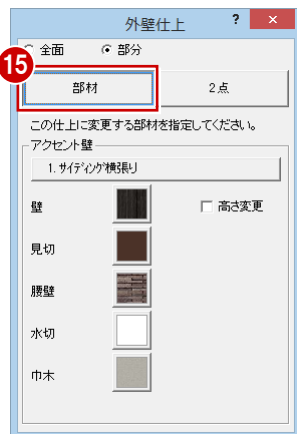 外壁仕上 ? ×
全面 部分
15
部材 2点
この仕上に変更する部材を指定してください。
アクセント壁
1. サイディング横張り
壁 高さ変更
見切
腰壁
水切
巾木